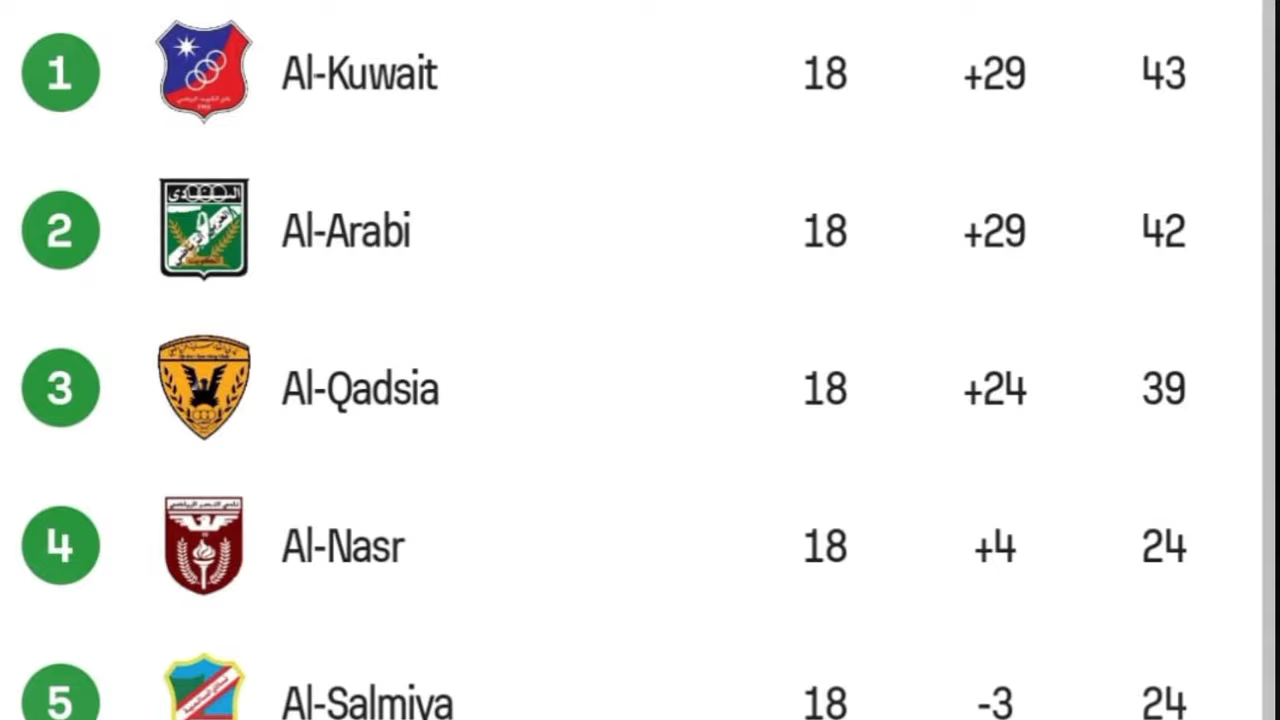 1 Al-Kuwait 18 +29 43
2 Al-Arabi 18 +29 42
3 Al-Qadsia 18 +24 39
4 Al-Nasr 18 +4 24
5 Al-Salmiya 18 -3 24